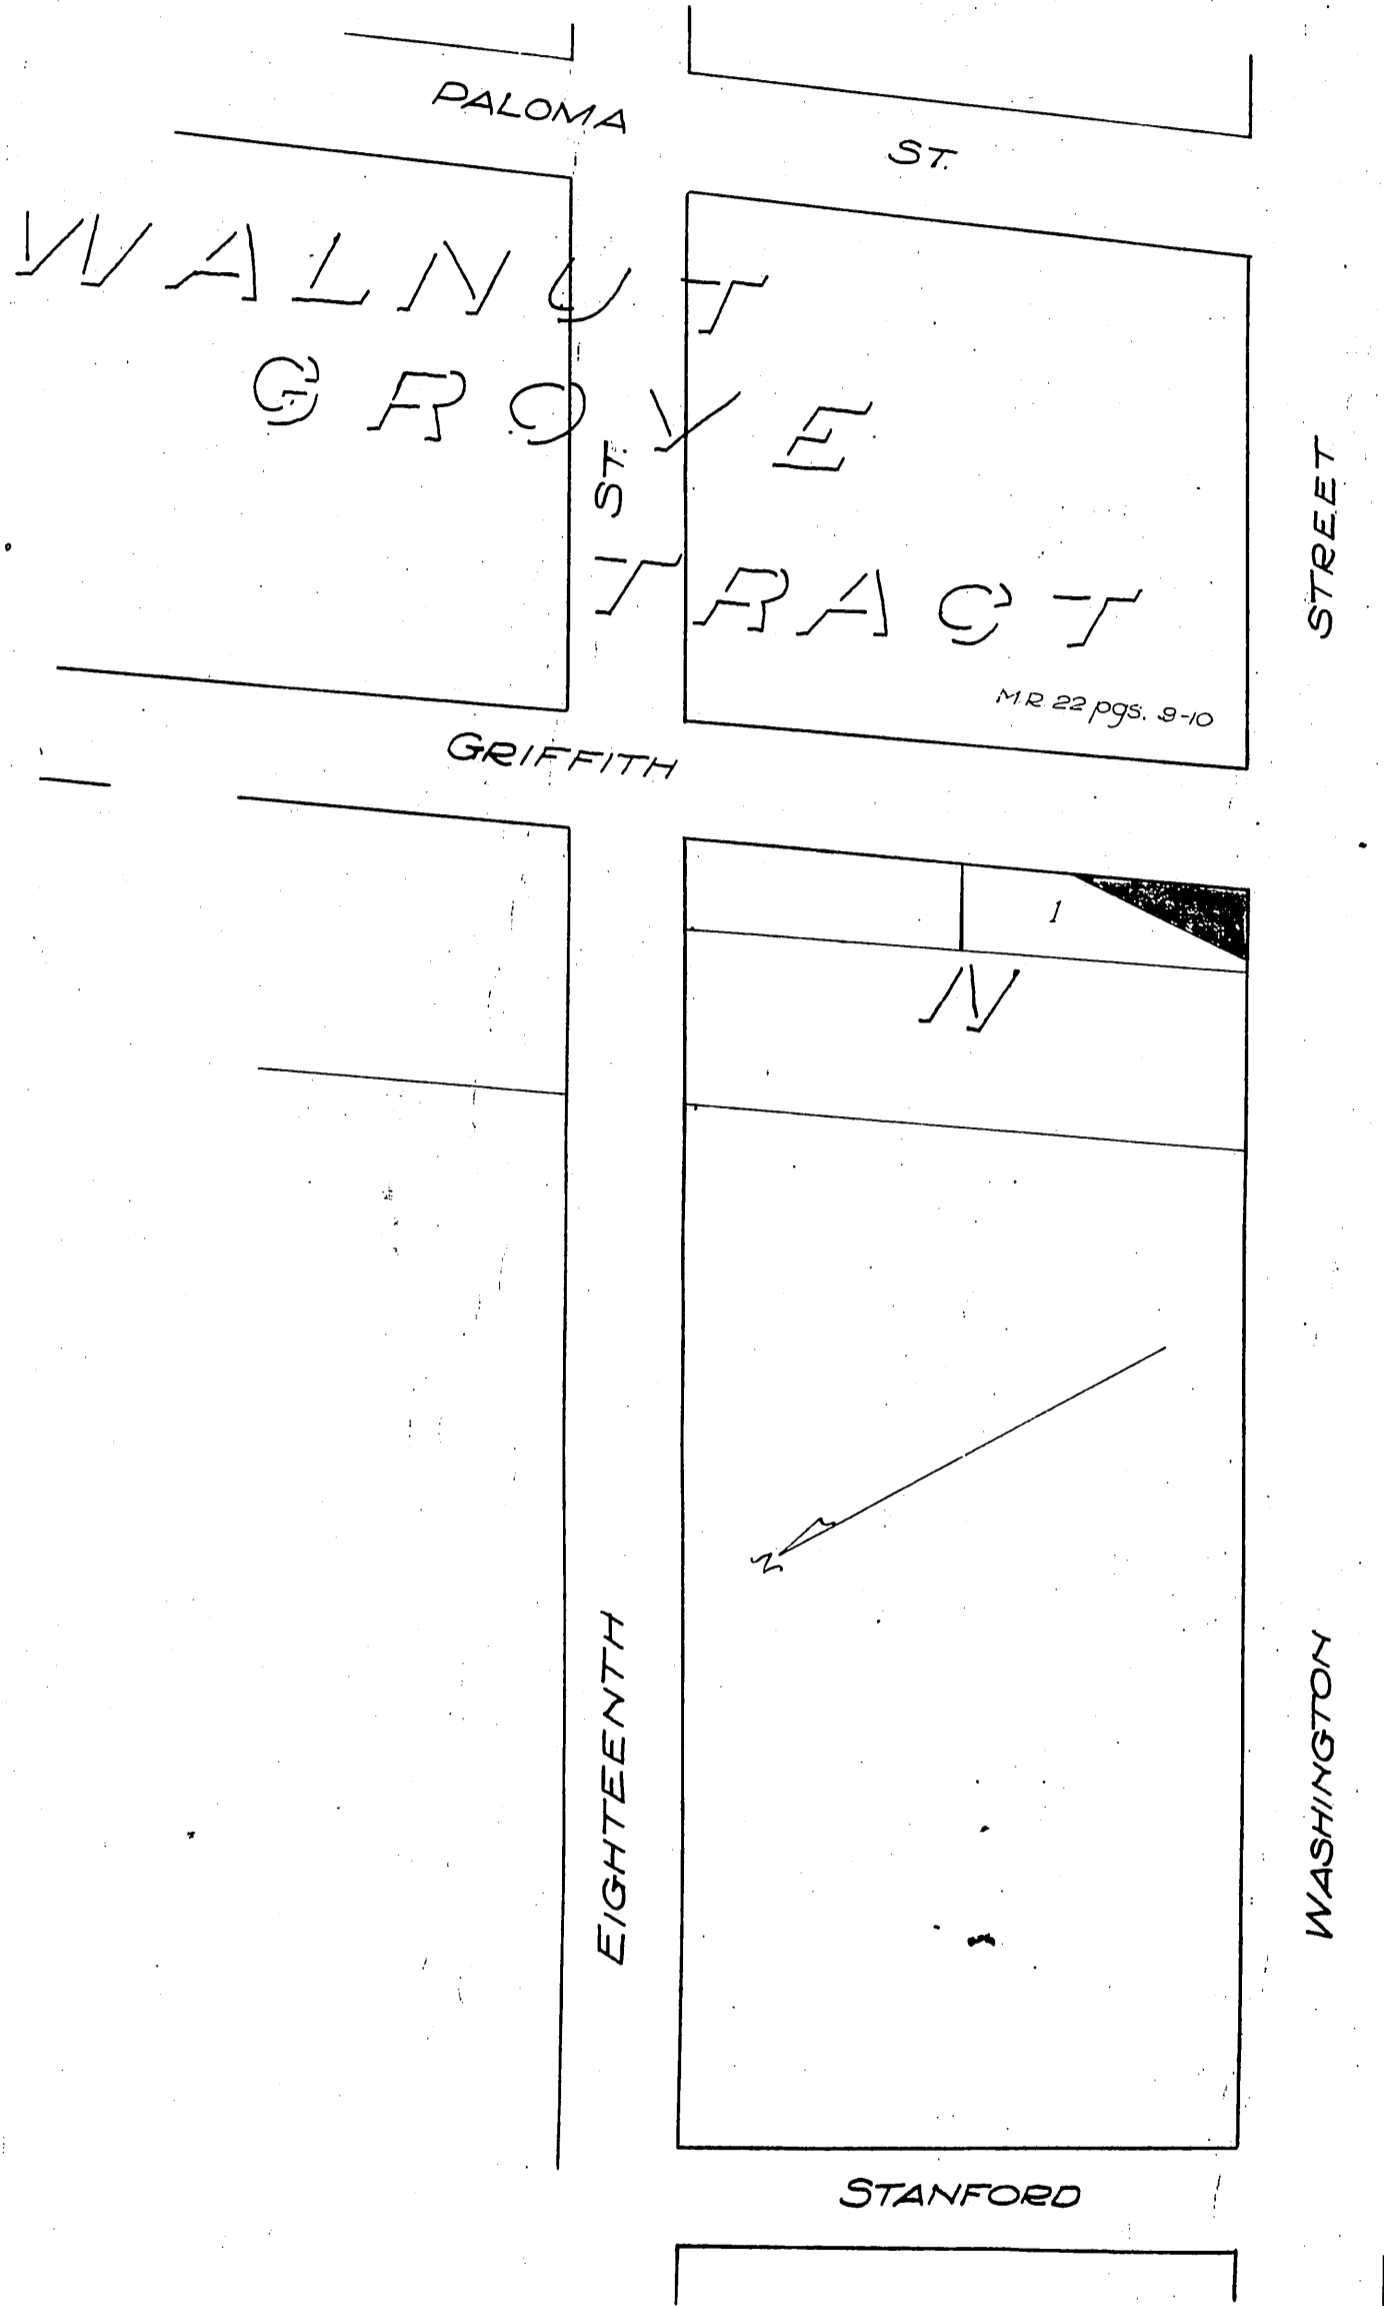 PALOMA ST.
WALNUT
GROVE
TRACT
ST.
STREET
M.R. 22 pgs. 9-10
GRIFFITH
1
N
N
EIGHTEENTH
WASHINGTON
STANFORD